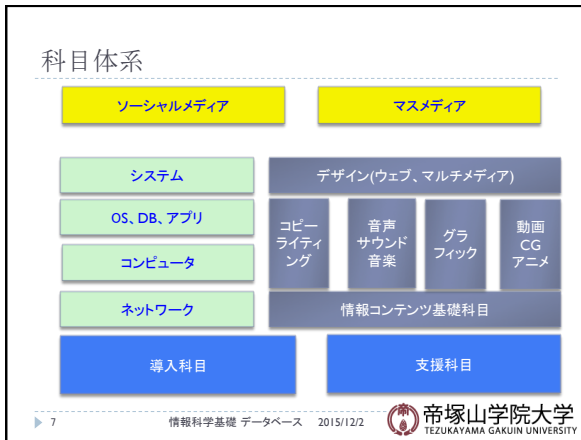 科目体系
ソーシャルメディア
マスメディア
システム
デザイン(ウェブ、マルチメディア)
OS、DB、アプリ
コピー
ライティ
ング
音声
サウンド
音楽
グラ
フィック
動画
CG
アニメ
コンピュータ
ネットワーク
情報コンテンツ基礎科目
導入科目
支援科目
7
情報科学基礎 データベース
2015/12/2
帝塚山学院大学
TEZUKAYAMA GAKUIN UNIVERSITY